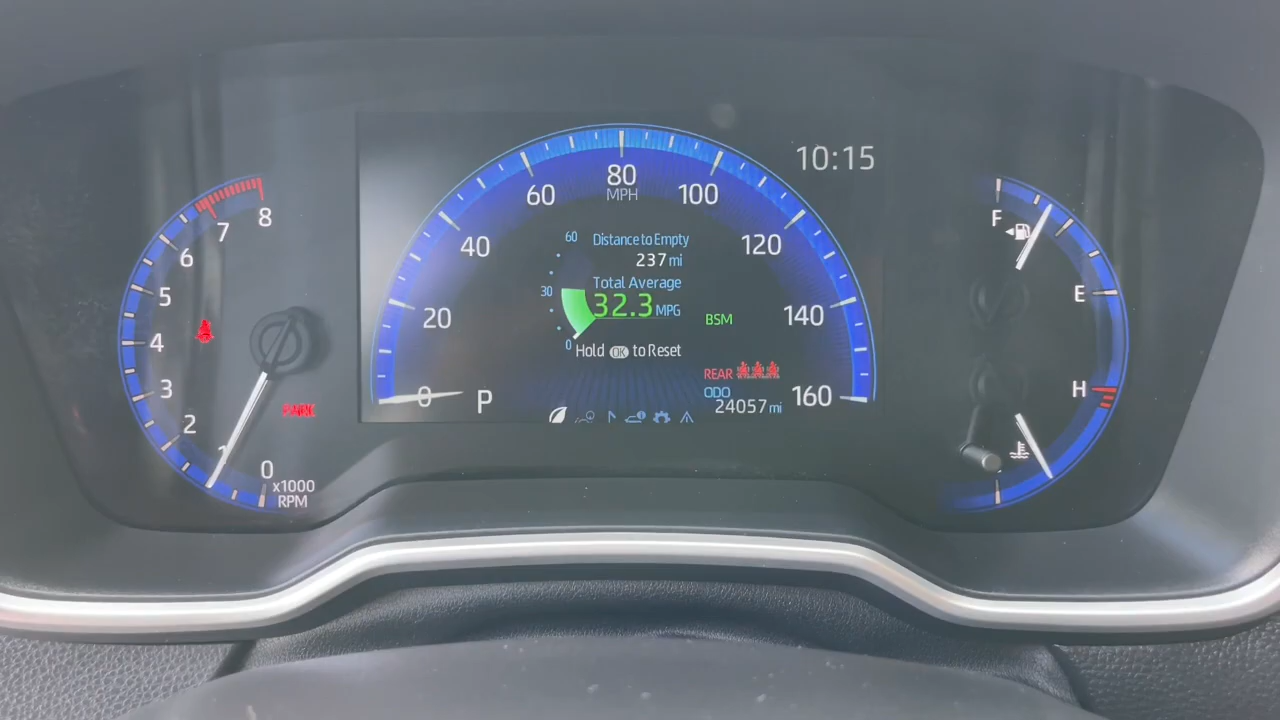 10:15
8
7
6
5
4
3
2
1
0
x1000
RPM
0
20
40
60
80
MPH
100
120
140
160
60
30
0
Distance to Empty
237 mi
Total Average
32.3 MPG
Hold OK to Reset
BSM
REAR
ODO
24057 mi
P
F
E
H